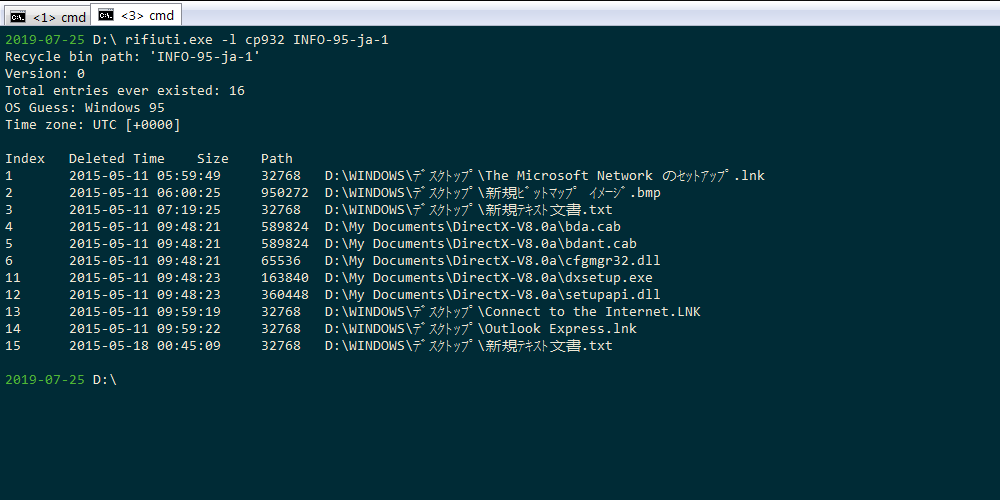 <1> cmd <3> cmd
2019-07-25 D:\ rifiuti.exe -l cp932 INFO-95-ja-1
Recycle bin path: 'INFO-95-ja-1'
Version: 0
Total entries ever existed: 16
OS Guess: Windows 95
Time zone: UTC [+0000]
Index Deleted Time Size Path
1 2015-05-11 05:59:49 32768 D:\WINDOWS\ﾃﾞｽｸﾄｯﾌﾟ\The Microsoft Network のｾｯﾄｱｯﾌﾟ.lnk
2 2015-05-11 06:00:25 950272 D:\WINDOWS\ﾃﾞｽｸﾄｯﾌﾟ\新規ﾋﾞｯﾄﾏｯﾌﾟ ｲﾒｰｼﾞ.bmp
3 2015-05-11 07:19:25 32768 D:\WINDOWS\ﾃﾞｽｸﾄｯﾌﾟ\新規ﾃｷｽﾄ文書.txt
4 2015-05-11 09:48:21 589824 D:\My Documents\DirectX-V8.0a\bda.cab
5 2015-05-11 09:48:21 589824 D:\My Documents\DirectX-V8.0a\bdant.cab
6 2015-05-11 09:48:21 65536 D:\My Documents\DirectX-V8.0a\cfgmgr32.dll
11 2015-05-11 09:48:23 163840 D:\My Documents\DirectX-V8.0a\dxsetup.exe
12 2015-05-11 09:48:23 360448 D:\My Documents\DirectX-V8.0a\setupapi.dll
13 2015-05-11 09:59:19 32768 D:\WINDOWS\ﾃﾞｽｸﾄｯﾌﾟ\Connect to the Internet.LNK
14 2015-05-11 09:59:22 32768 D:\WINDOWS\ﾃﾞｽｸﾄｯﾌﾟ\Outlook Express.lnk
15 2015-05-18 00:45:09 32768 D:\WINDOWS\ﾃﾞｽｸﾄｯﾌﾟ\新規ﾃｷｽﾄ文書.txt
2019-07-25 D:\